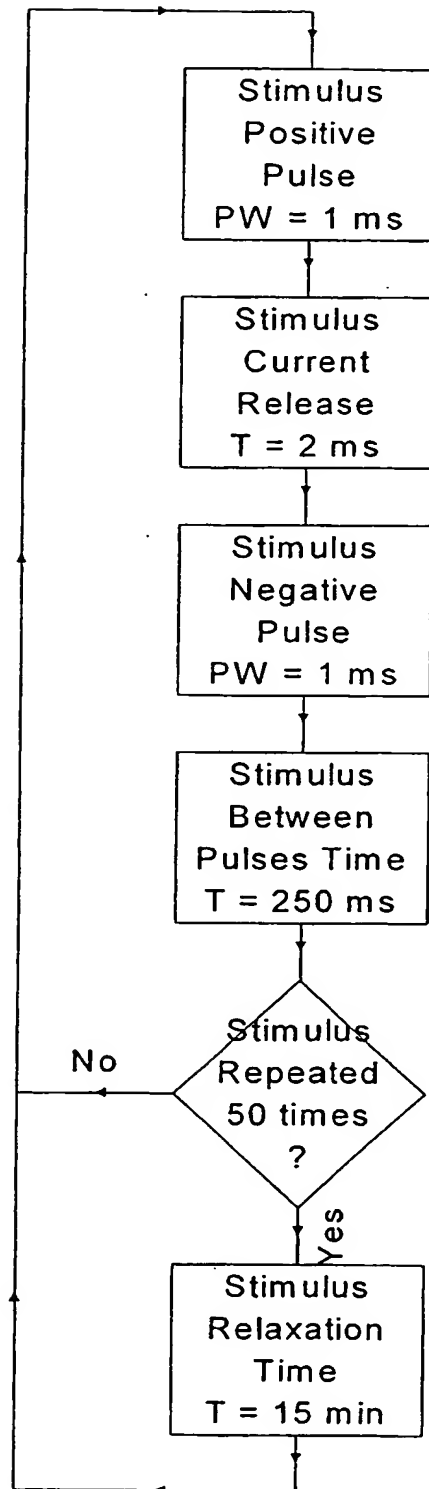 Stimulus
Positive
Pulse
PW = 1 ms
Stimulus
Current
Release
T = 2 ms
Stimulus
Negative
Pulse
PW = 1 ms
Stimulus
Between
Pulses Time
T = 250 ms
Stimulus
Repeated
50 times
?
No
Yes
Stimulus
Relaxation
Time
T = 15 min